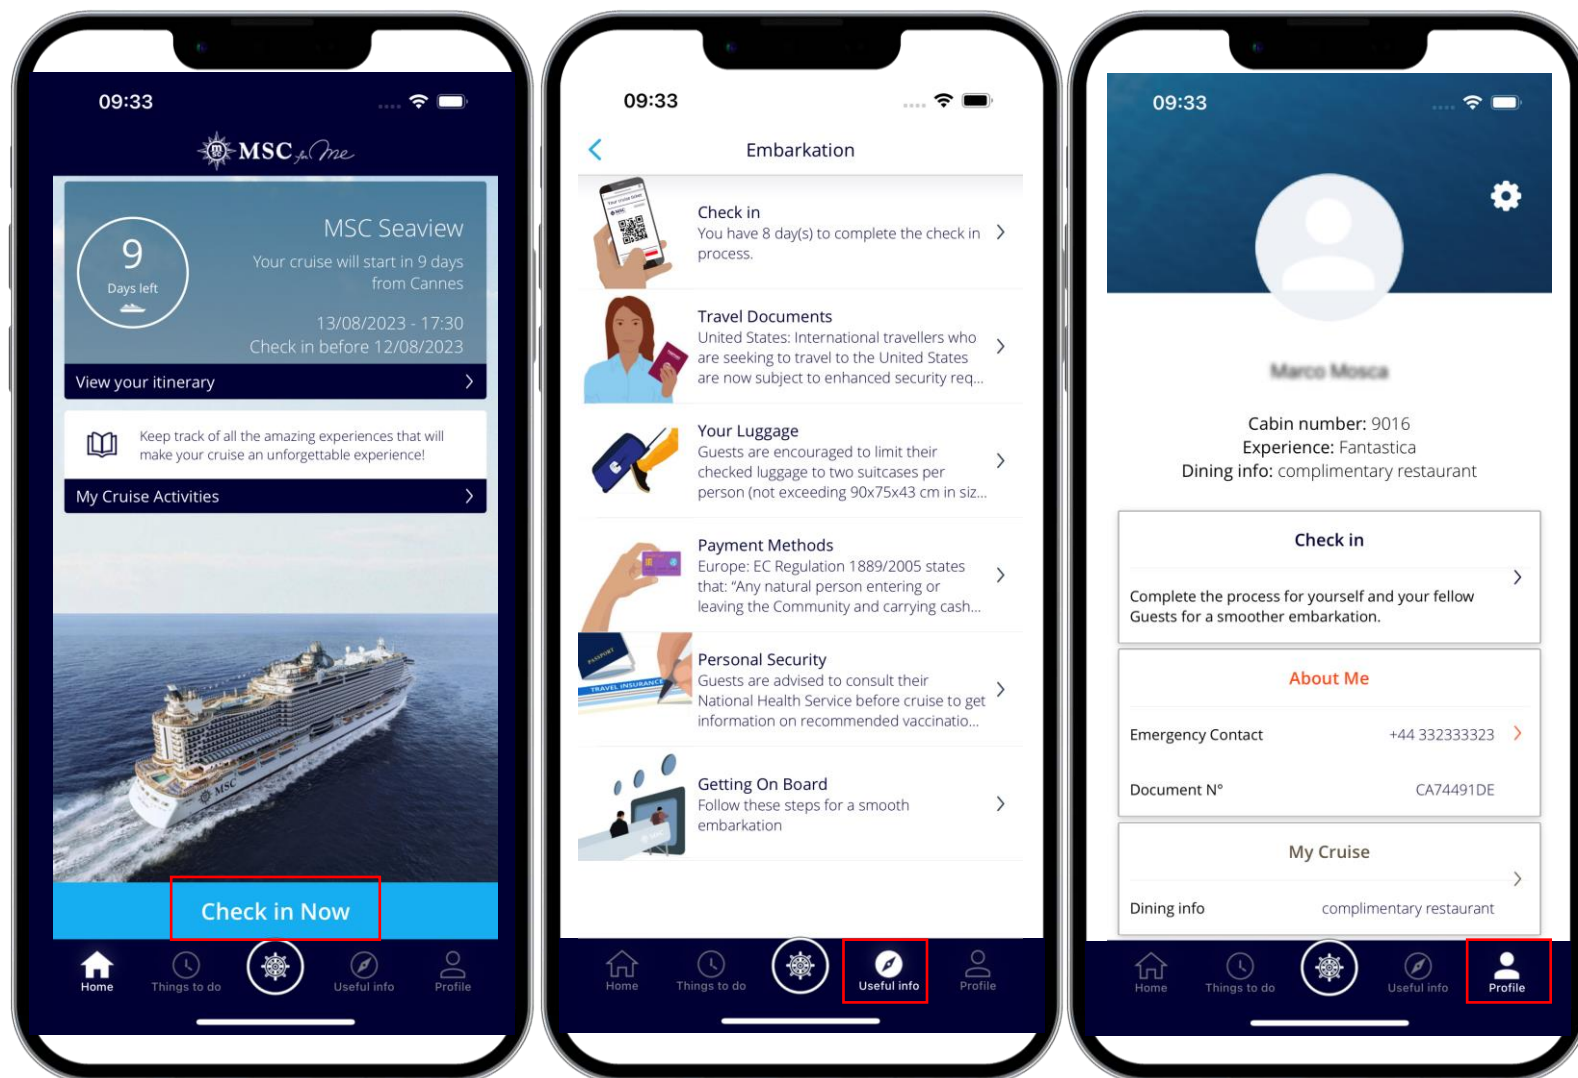 09:33
MSC for Me
9
Days left
MSC Seaview
Your cruise will start in 9 days
from Cannes
13/08/2023 - 17:30
Check in before 12/08/2023
View your itinerary
Keep track of all the amazing experiences that will
make your cruise an unforgettable experience!
My Cruise Activities
MSC
Check in Now
Home
Things to do
Useful info
Profile
09:33
Embarkation
Check in
You have 8 day(s) to complete the check in
process.
Travel Documents
United States: International travellers who
are seeking to travel to the United States
are now subject to enhanced security req...
Your Luggage
Guests are encouraged to limit their
checked luggage to two suitcases per
person (not exceeding 90x75x43 cm in siz...
Payment Methods
Europe: EC Regulation 1889/2005 states
that: “Any natural person entering or
leaving the Community and carrying cash...
PASSPORT
TRAVEL INSURANCE
Personal Security
Guests are advised to consult their
National Health Service before cruise to get
information on recommended vaccinatio...
Getting On Board
Follow these steps for a smooth
embarkation
Home
Things to do
Useful info
Profile
09:33
Marco Mosca
Cabin number: 9016
Experience: Fantastica
Dining info: complimentary restaurant
Check in
Complete the process for yourself and your fellow
Guests for a smoother embarkation.
About Me
Emergency Contact +44 332333323
Document N° CA74491DE
My Cruise
Dining info complimentary restaurant
Home
Things to do
Useful info
Profile